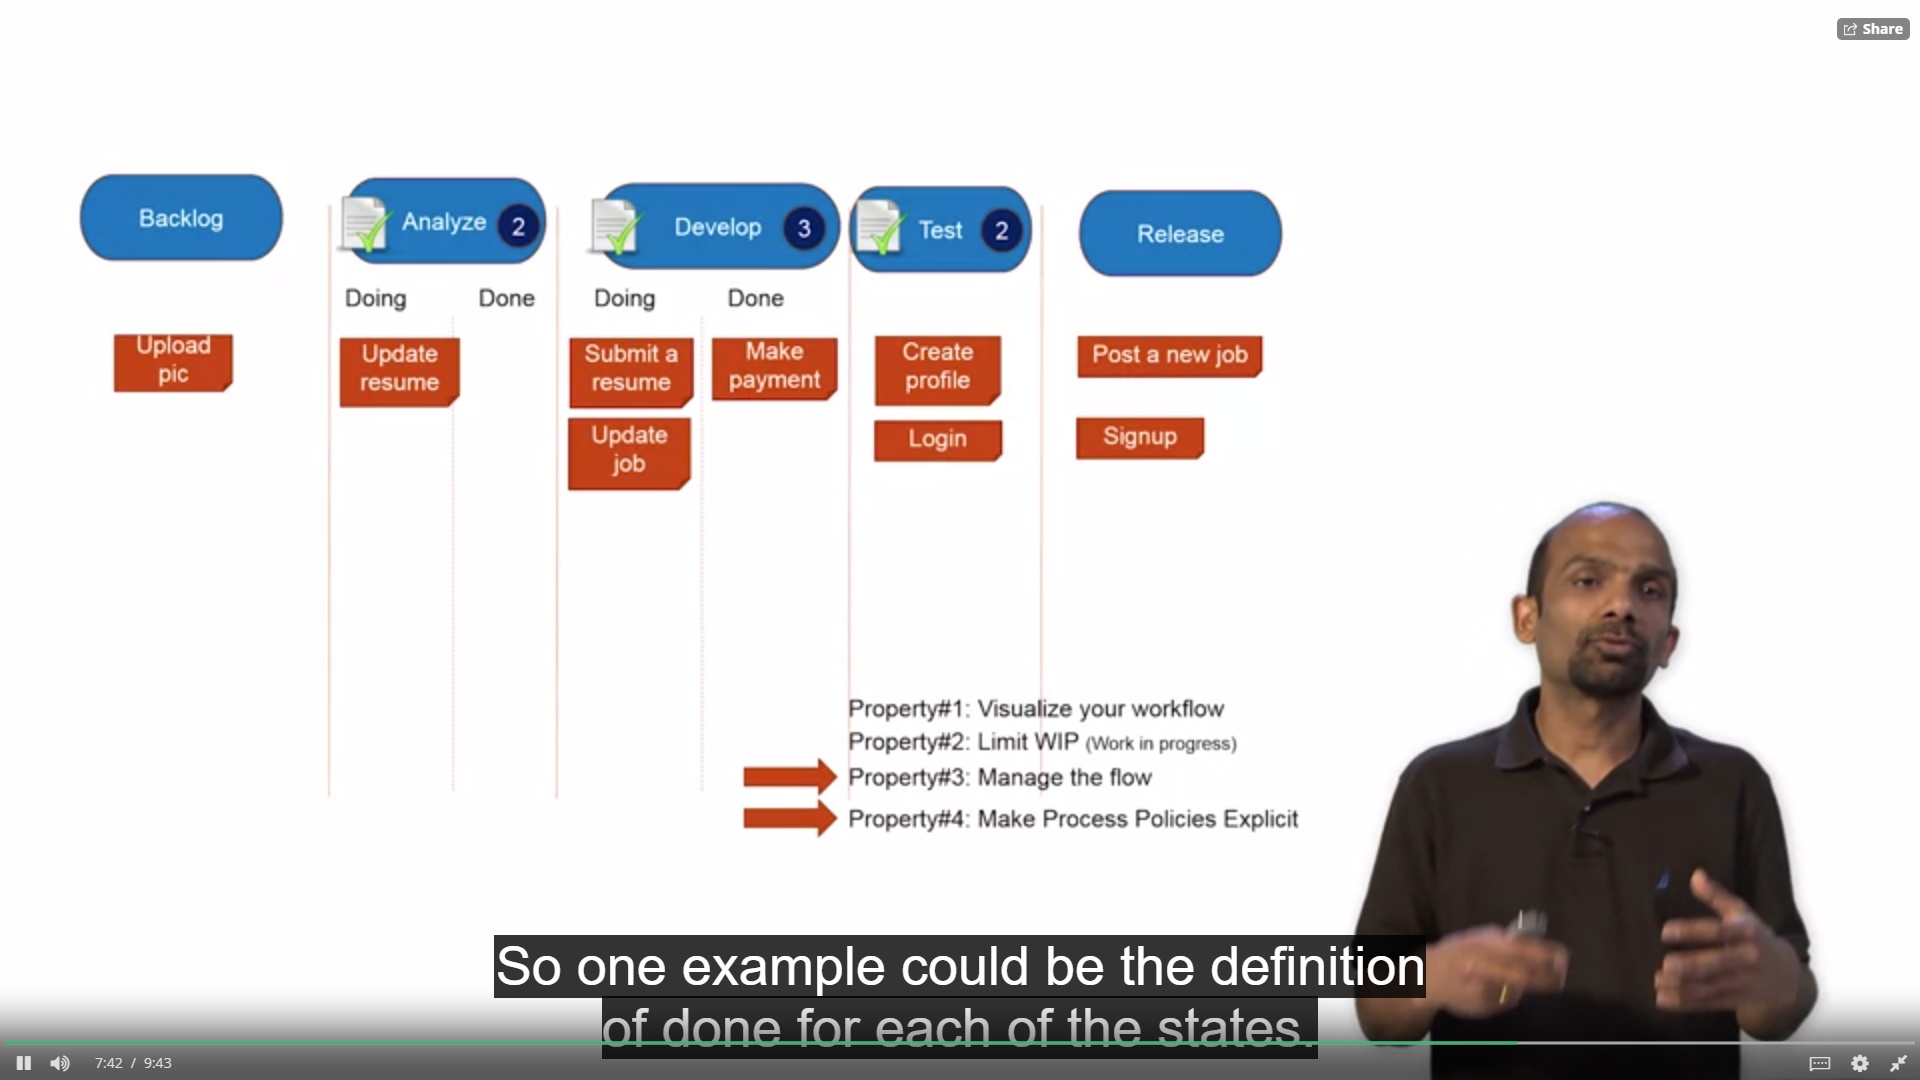 Share
Backlog
Analyze 2
Develop 3
Test 2
Release
Doing Done Doing Done
Upload
pic
Update
resume
Submit a
resume
Make
payment
Create
profile
Post a new job
Update
job
Login
Signup
Property#1: Visualize your workflow
Property#2: Limit WIP (Work in progress)
Property#3: Manage the flow
Property#4: Make Process Policies Explicit
So one example could be the definition
of done for each of the states.
7:42 / 9:43